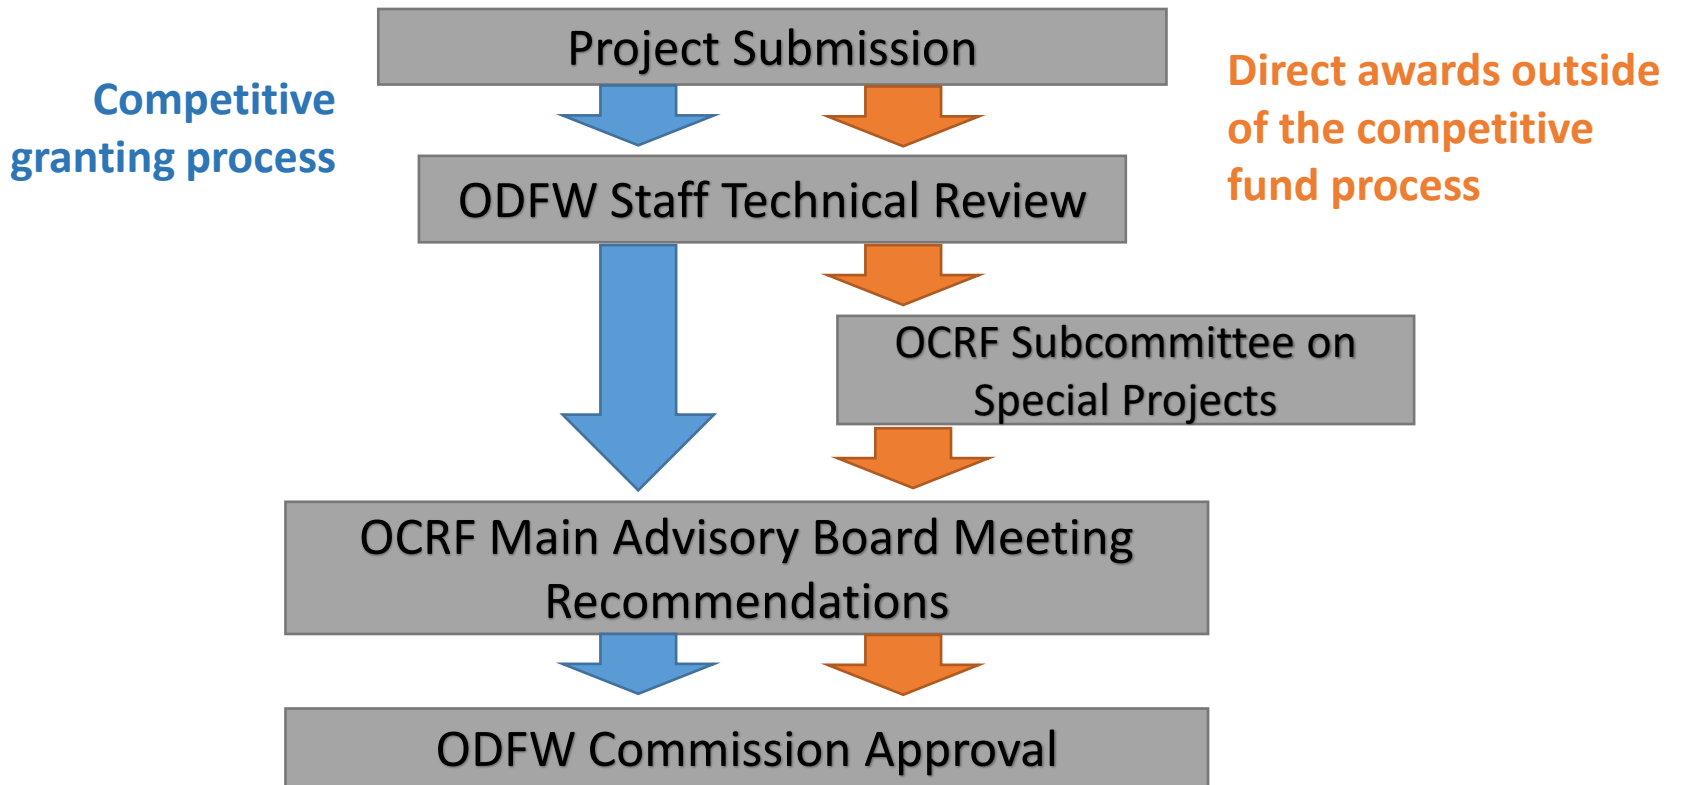 Project Submission
Competitive
granting process
Direct awards outside
of the competitive
fund process
ODFW Staff Technical Review
OCRF Subcommittee on
Special Projects
OCRF Main Advisory Board Meeting
Recommendations
ODFW Commission Approval